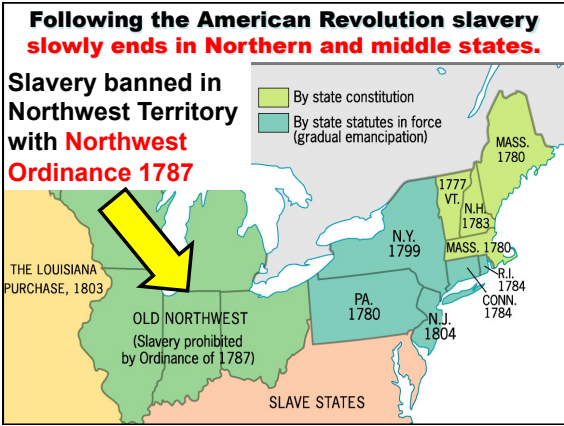 Following the American Revolution slavery
slowly ends in Northern and middle states.
Slavery banned in
Northwest Territory
with Northwest
Ordinance 1787
By state constitution
By state statutes in force
(gradual emancipation)
MASS.
1780
1777
VT.
N.H.
1783
MASS. 1780
N.Y.
1799
R.I.
1784
CONN.
1784
THE LOUISIANA
PURCHASE, 1803
PA.
1780
N.J.
1804
OLD NORTHWEST
(Slavery prohibited
by Ordinance of 1787)
SLAVE STATES